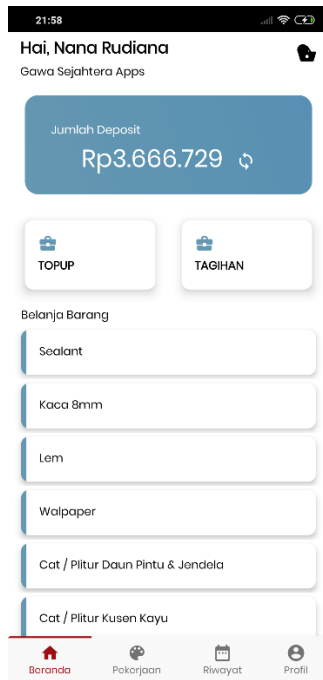 21:58
Hai, Nana Rudiana
Gawa Sejahtera Apps
Jumlah Deposit
Rp3.666.729
TOPUP
TAGIHAN
Belanja Barang
Sealant
Kaca 8mm
Lem
Walpaper
Cat / Plitur Daun Pintu & Jendela
Cat / Plitur Kusen Kayu
Beranda
Pekerjaan
Riwayat
Profil